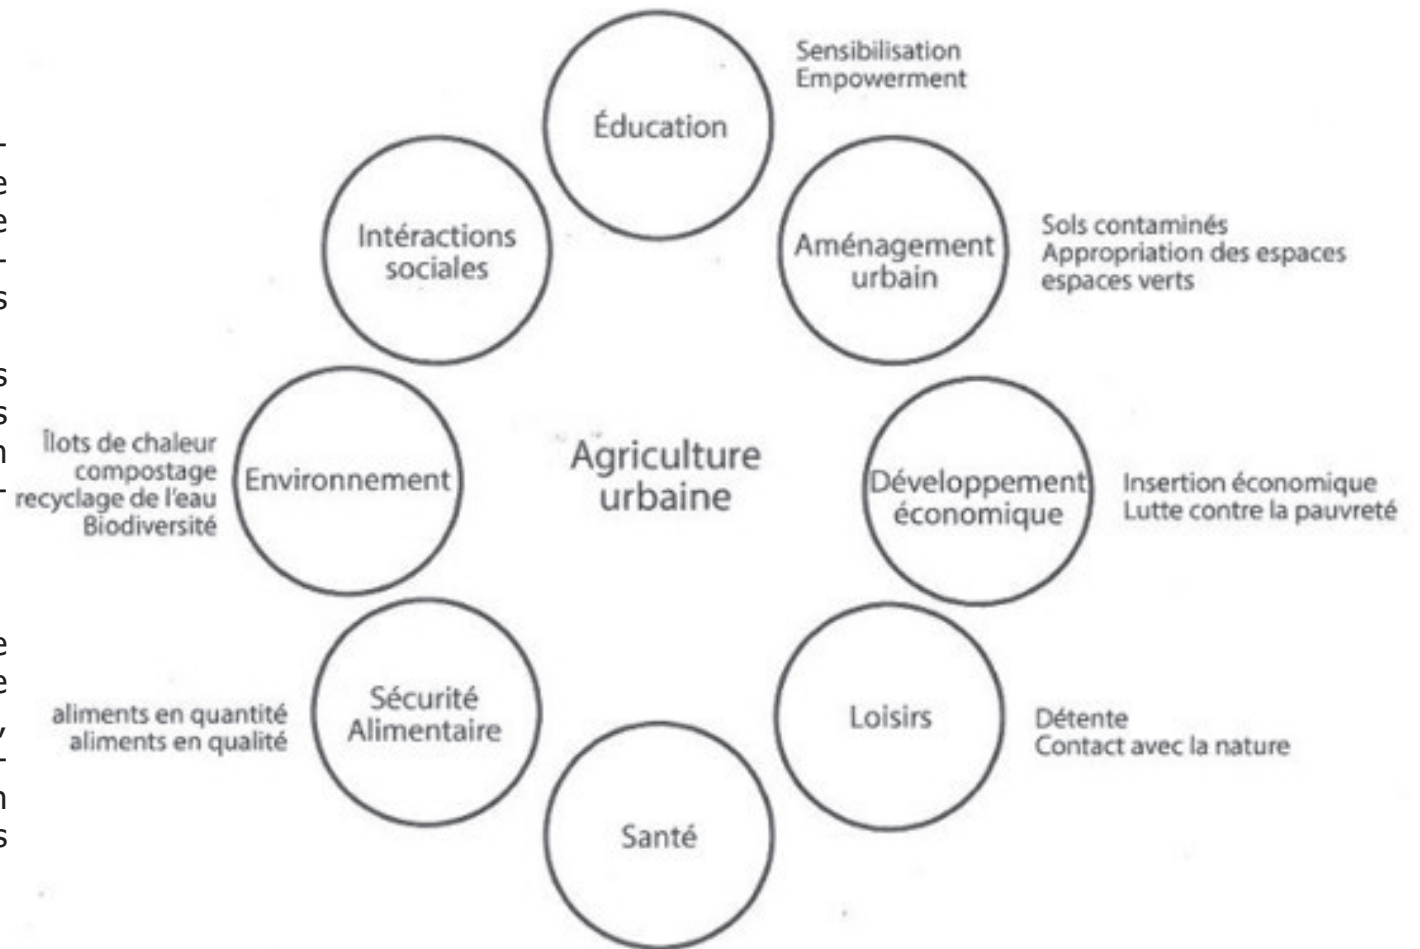 Sensibilisation
Empowerment
Éducation
Intéractions
sociales
Aménagement
urbain
Sols contaminés
Appropriation des espaces
espaces verts
Îlots de chaleur
compostage
recyclage de l'eau
Biodiversité
Environnement
Agriculture
urbaine
Développement
économique
Insertion économique
Lutte contre la pauvreté
aliments en quantité
aliments en qualité
Sécurité
Alimentaire
Loisirs
Détente
Contact avec la nature
Santé